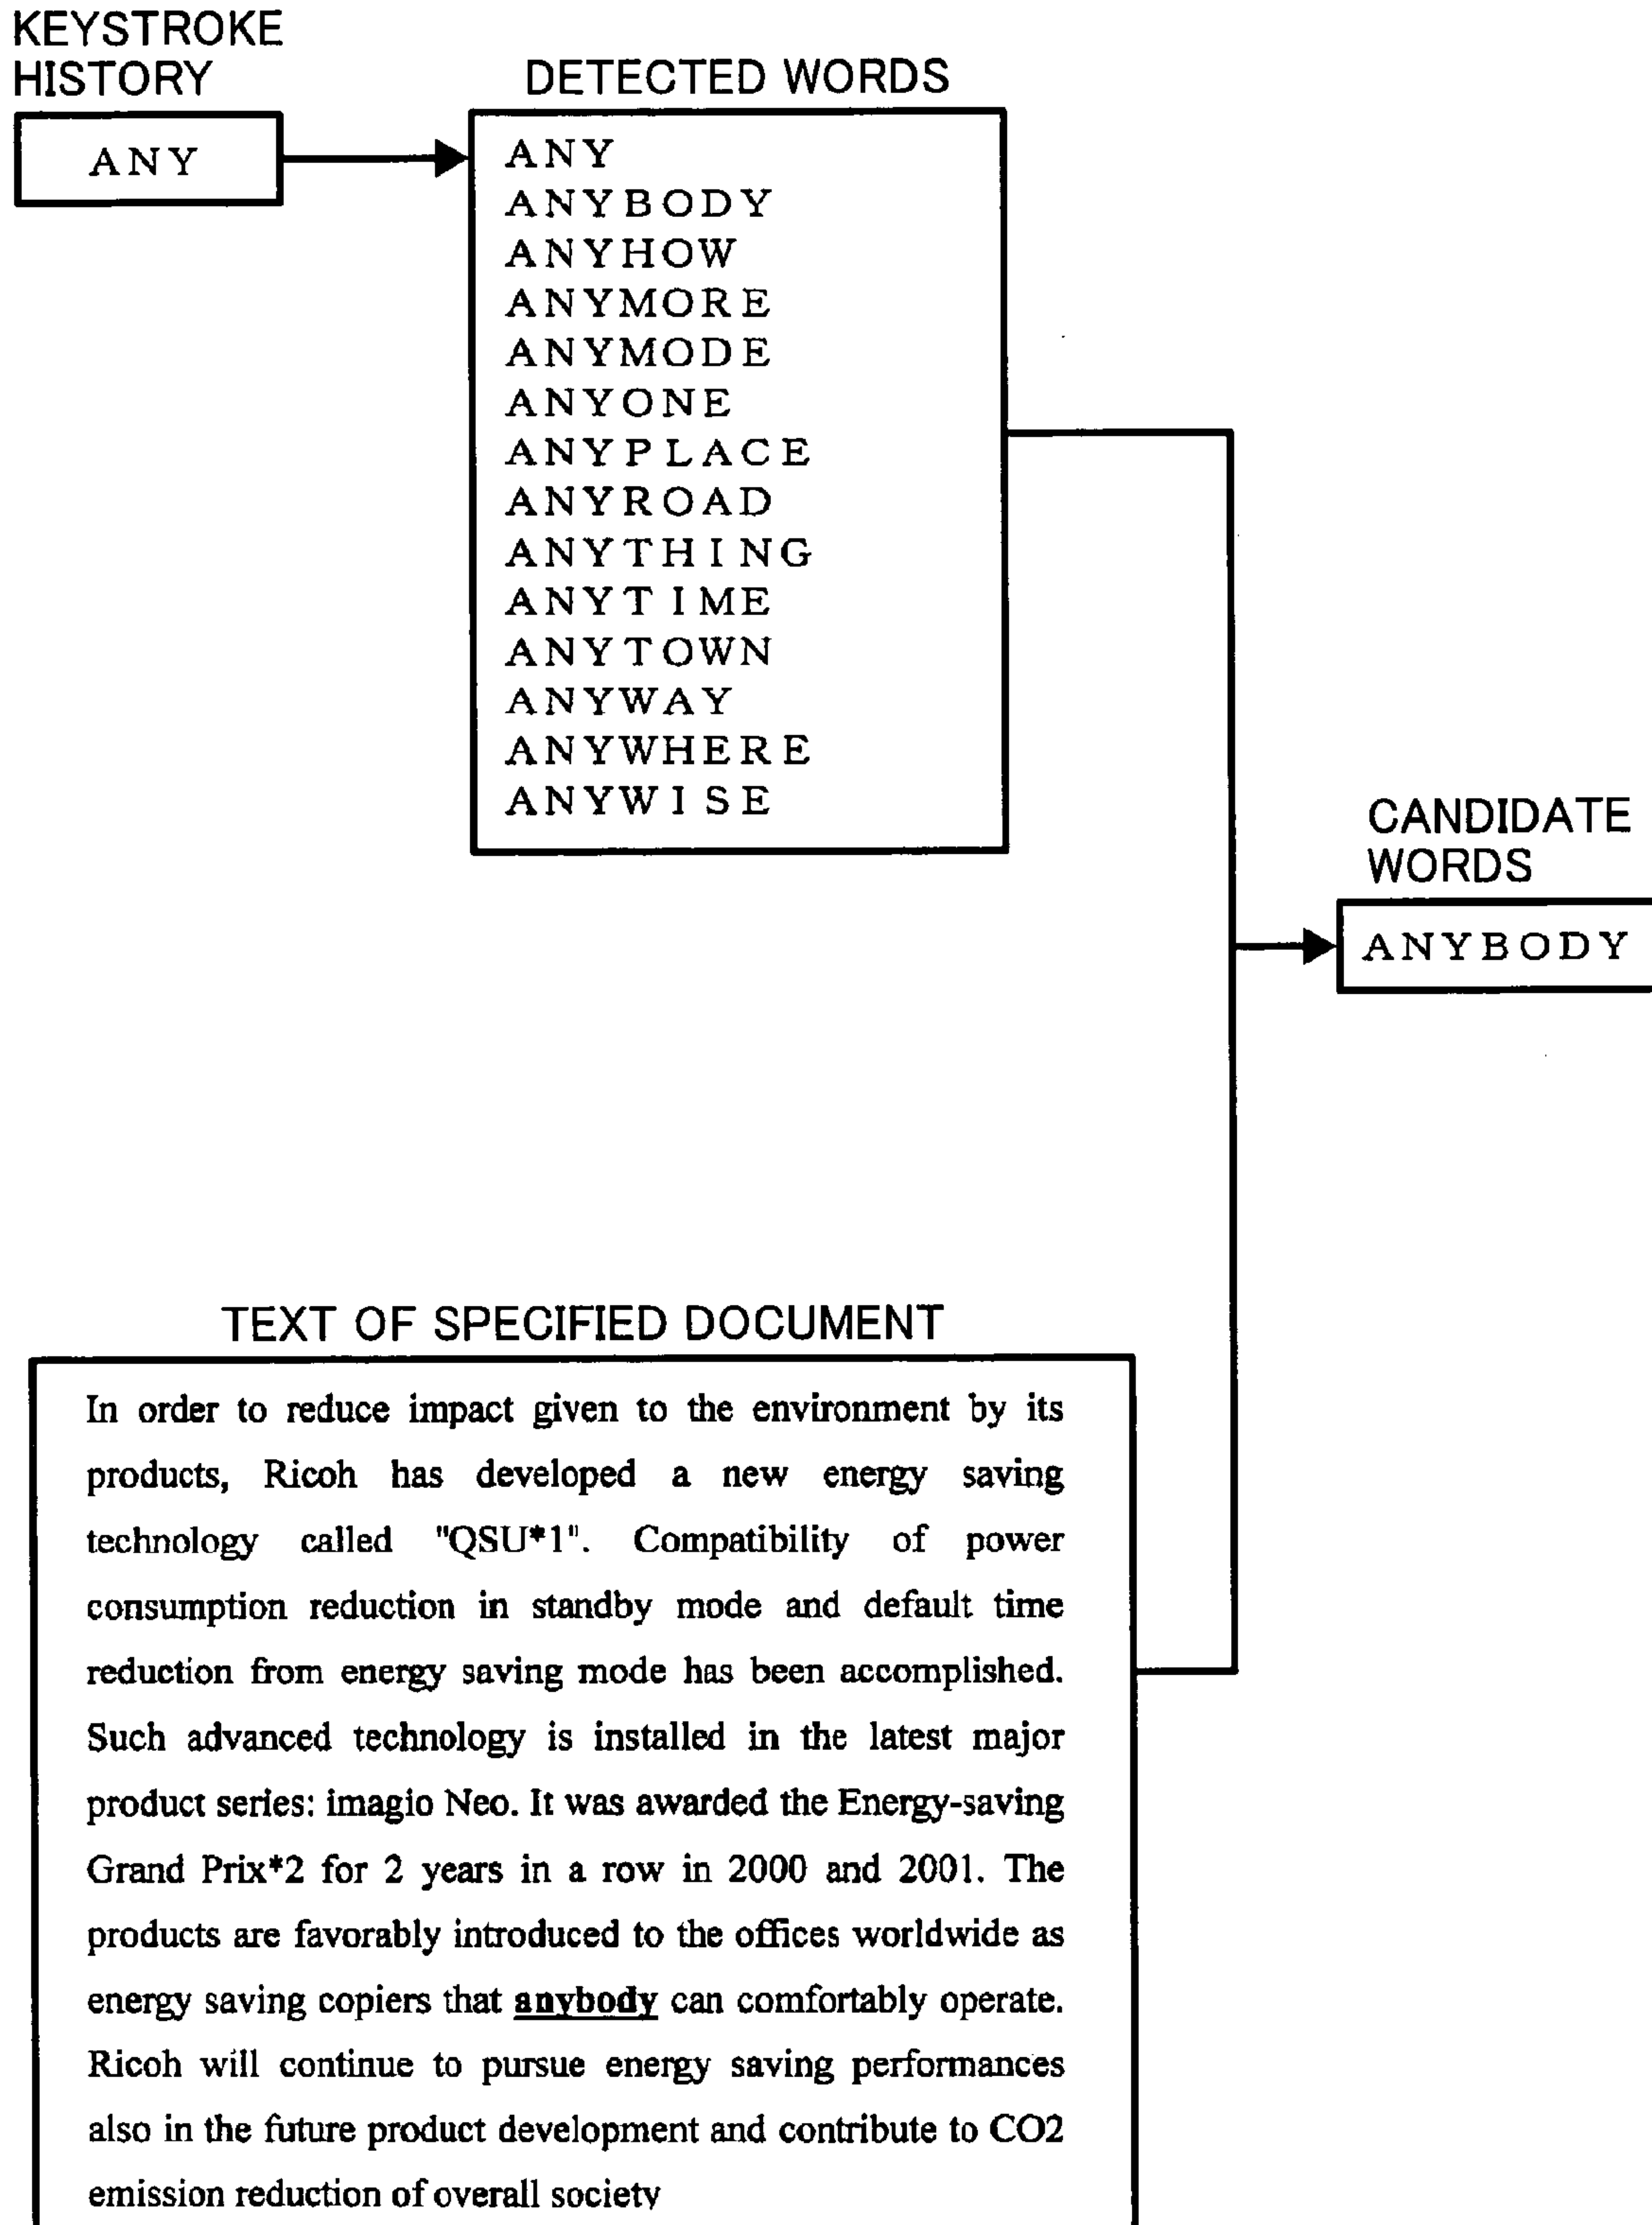 KEYSTROKE
HISTORY
ANY
DETECTED WORDS
ANY
ANYBODY
ANYHOW
ANYMORE
ANYMODE
ANYONE
ANYPLACE
ANYROAD
ANYTHING
ANYTIME
ANYTOWN
ANYWAY
ANYWHERE
ANYWISE
CANDIDATE
WORDS
ANYBODY
TEXT OF SPECIFIED DOCUMENT
In order to reduce impact given to the environment by its
products, Ricoh has developed a new energy saving
technology called "QSU*1". Compatibility of power
consumption reduction in standby mode and default time
reduction from energy saving mode has been accomplished.
Such advanced technology is installed in the latest major
product series: imagio Neo. It was awarded the Energy-saving
Grand Prix*2 for 2 years in a row in 2000 and 2001. The
products are favorably introduced to the offices worldwide as
energy saving copiers that anybody can comfortably operate.
Ricoh will continue to pursue energy saving performances
also in the future product development and contribute to CO2
emission reduction of overall society